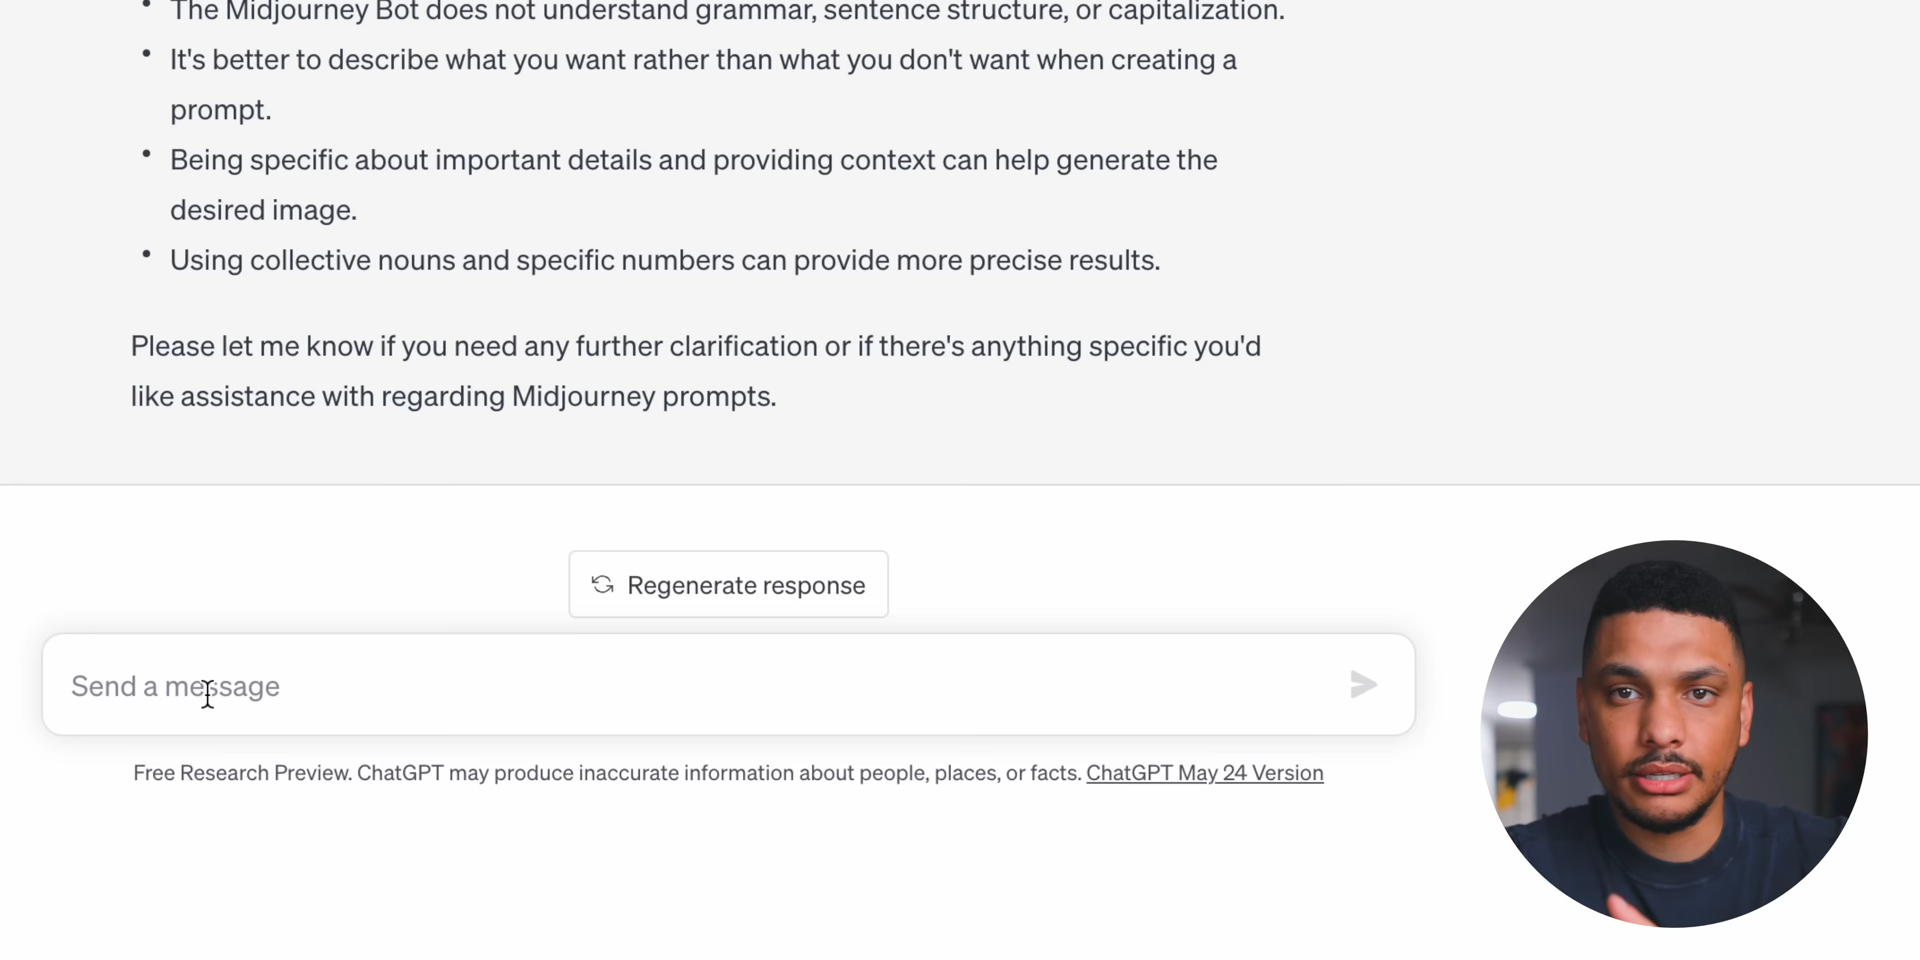 The Midjourney Bot does not understand grammar, sentence structure, or capitalization.
It's better to describe what you want rather than what you don't want when creating a
prompt.
Being specific about important details and providing context can help generate the
desired image.
Using collective nouns and specific numbers can provide more precise results.
Please let me know if you need any further clarification or if there's anything specific you'd
like assistance with regarding Midjourney prompts.
Regenerate response
Send a message
Free Research Preview. ChatGPT may produce inaccurate information about people, places, or facts. ChatGPT May 24 Version